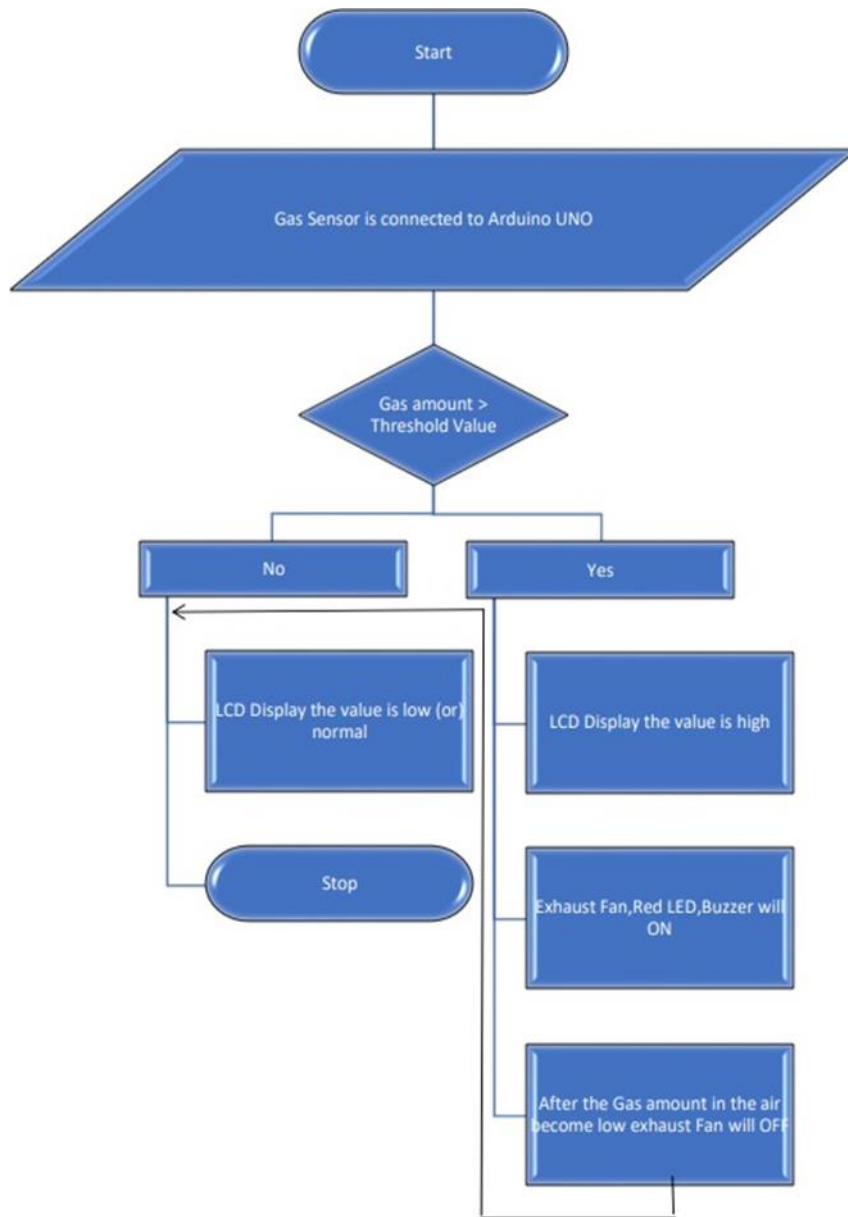 Start
Gas Sensor is connected to Arduino UNO
Gas amount >
Threshold Value
No
Yes
LCD Display the value is low (or)
normal
LCD Display the value is high
Stop
Exhaust Fan,Red LED,Buzzer will
ON
After the Gas amount in the air
become low exhaust Fan will OFF